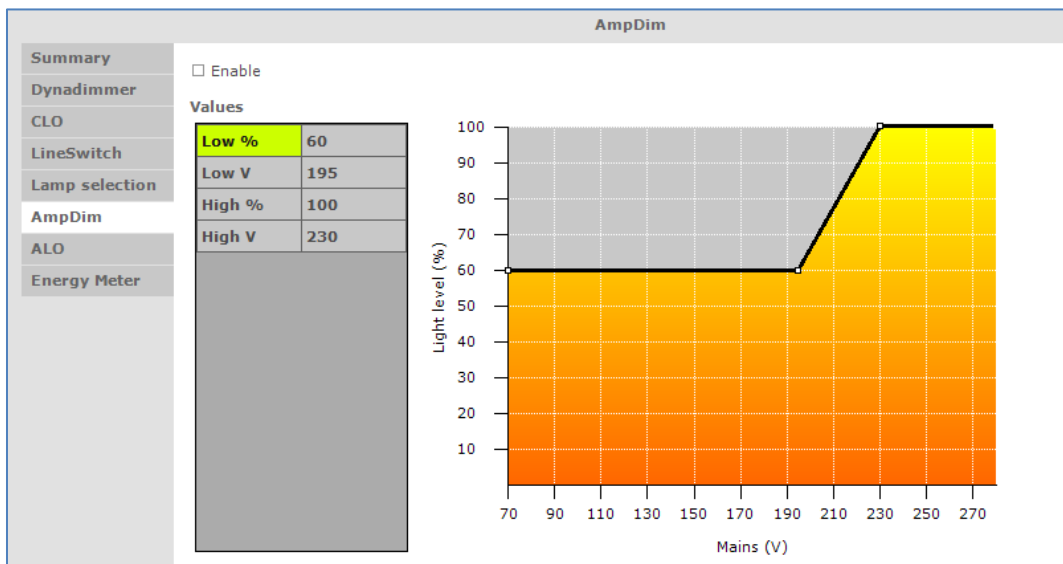 AmpDim
Summary
Dynadimmer
CLO
LineSwitch
Lamp selection
AmpDim
ALO
Energy Meter
Enable
Values
Low % 60
Low V 195
High % 100
High V 230
Light level (%)
100
90
80
70
60
50
40
30
20
10
70 90 110 130 150 170 190 210 230 250 270
Mains (V)